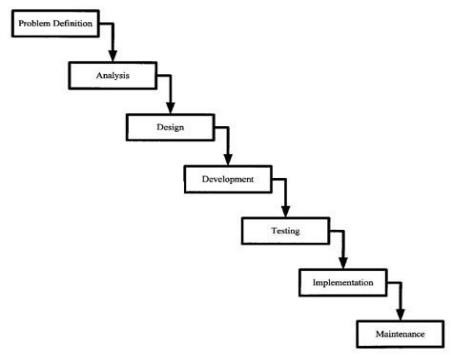 Problem Definition
Analysis
Design
Development
Testing
Implementation
Maintenance